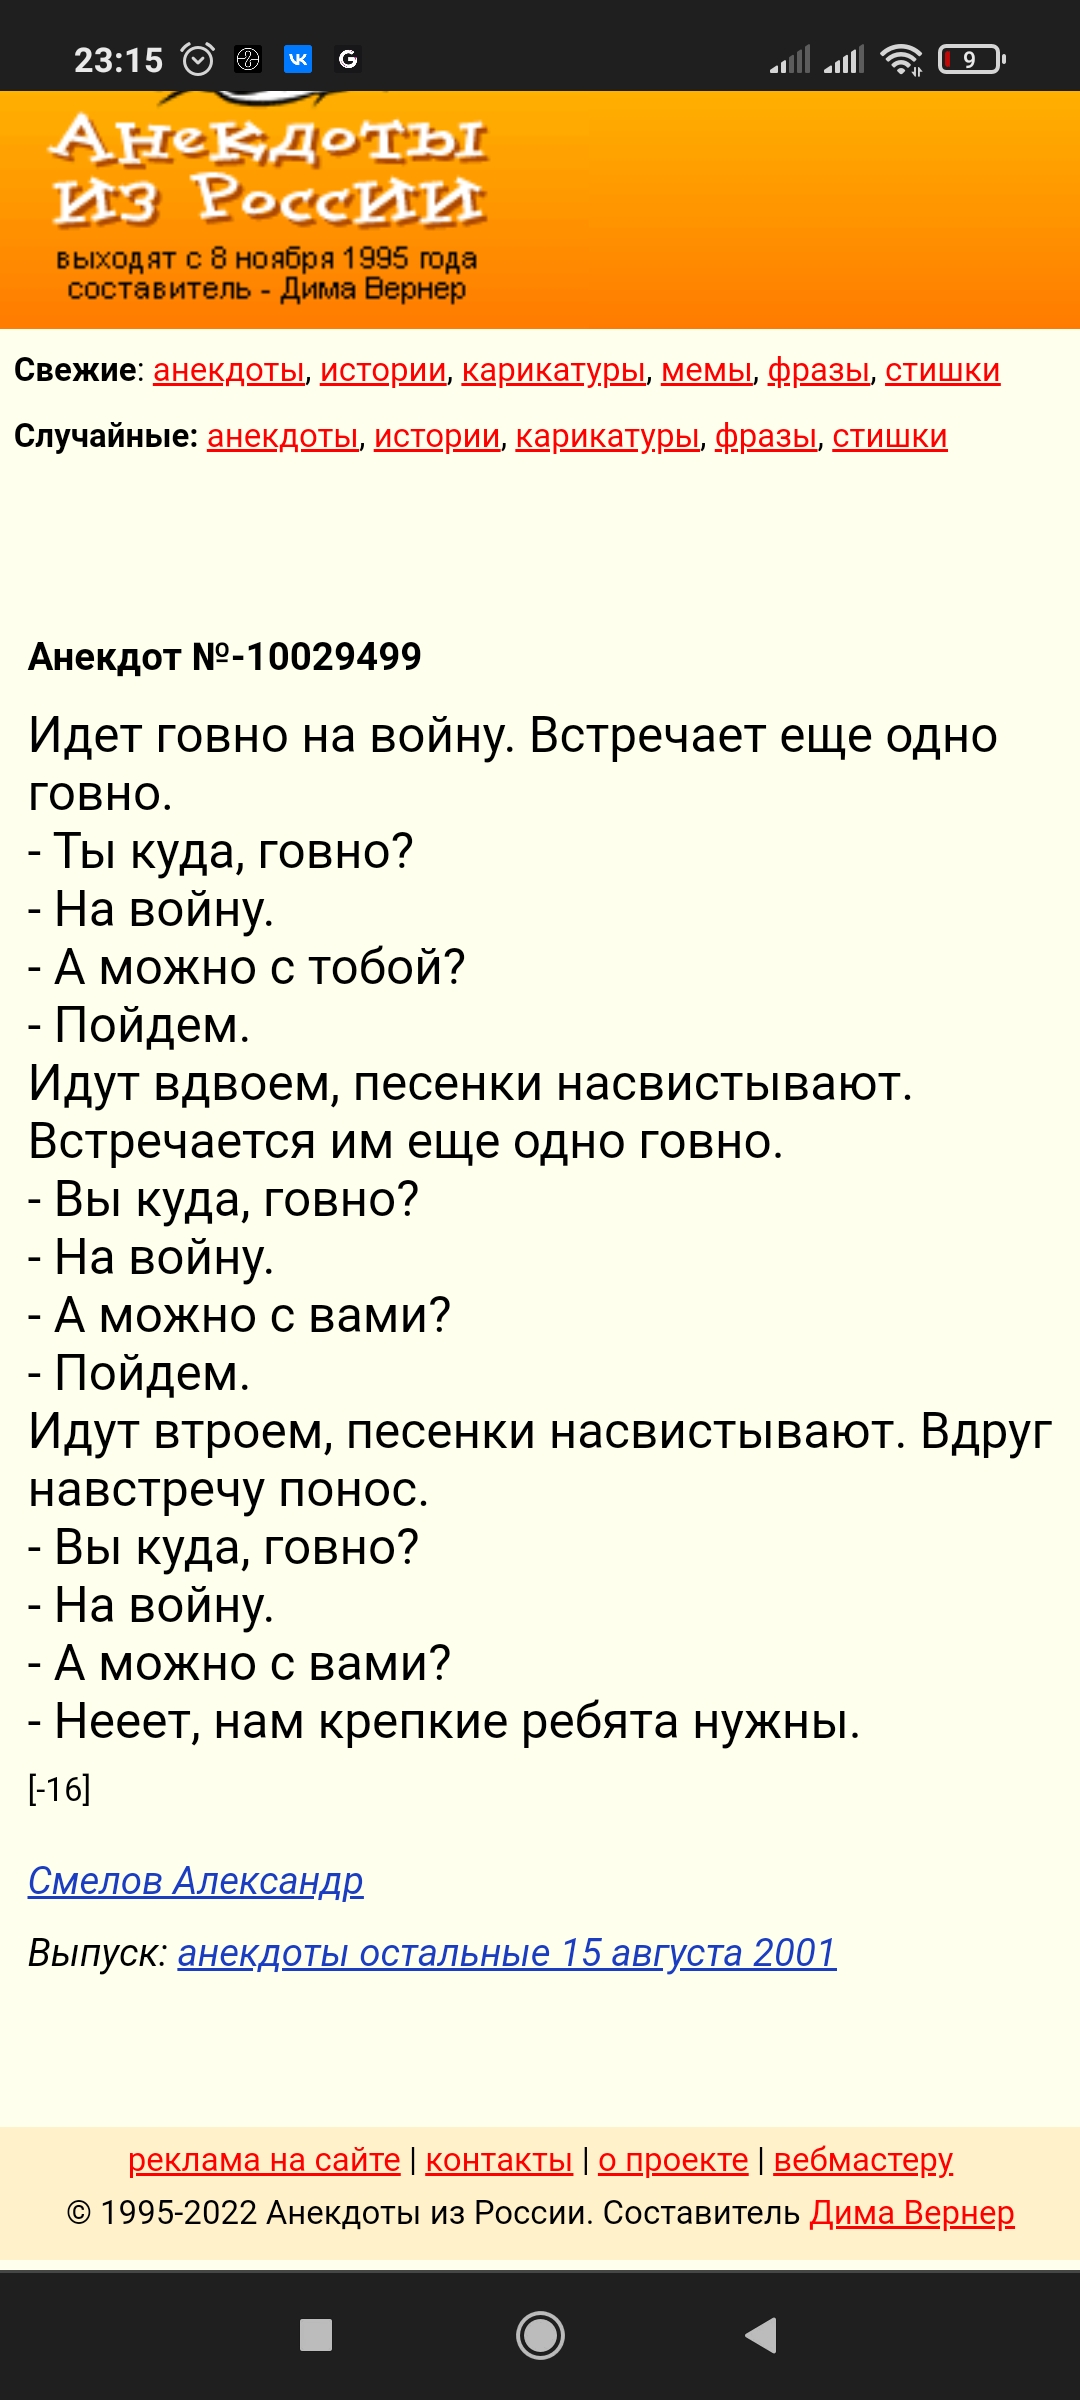 23:15
9
Анекдоты
из России
выходят с 8 ноября 1995 года
составитель - Дима Вернер
Свежие: анекдоты, истории, карикатуры, мемы, фразы, стишки
Случайные: анекдоты, истории, карикатуры, фразы, стишки
Анекдот №-10029499
Идет говно на войну. Встречает еще одно
говно.
- Ты куда, говно?
- На войну.
- А можно с тобой?
- Пойдем.
Идут вдвоем, песенки насвистывают.
Встречается им еще одно говно.
- Вы куда, говно?
- На войну.
- А можно с вами?
- Пойдем.
Идут втроем, песенки насвистывают. Вдруг
навстречу понос.
- Вы куда, говно?
- На войну.
- А можно с вами?
- Нееет, нам крепкие ребята нужны.
[-16]
Смелов Александр
Выпуск: анекдоты остальные 15 августа 2001
реклама на сайте | контакты | о проекте | вебмастеру
© 1995-2022 Анекдоты из России. Составитель Дима Вернер